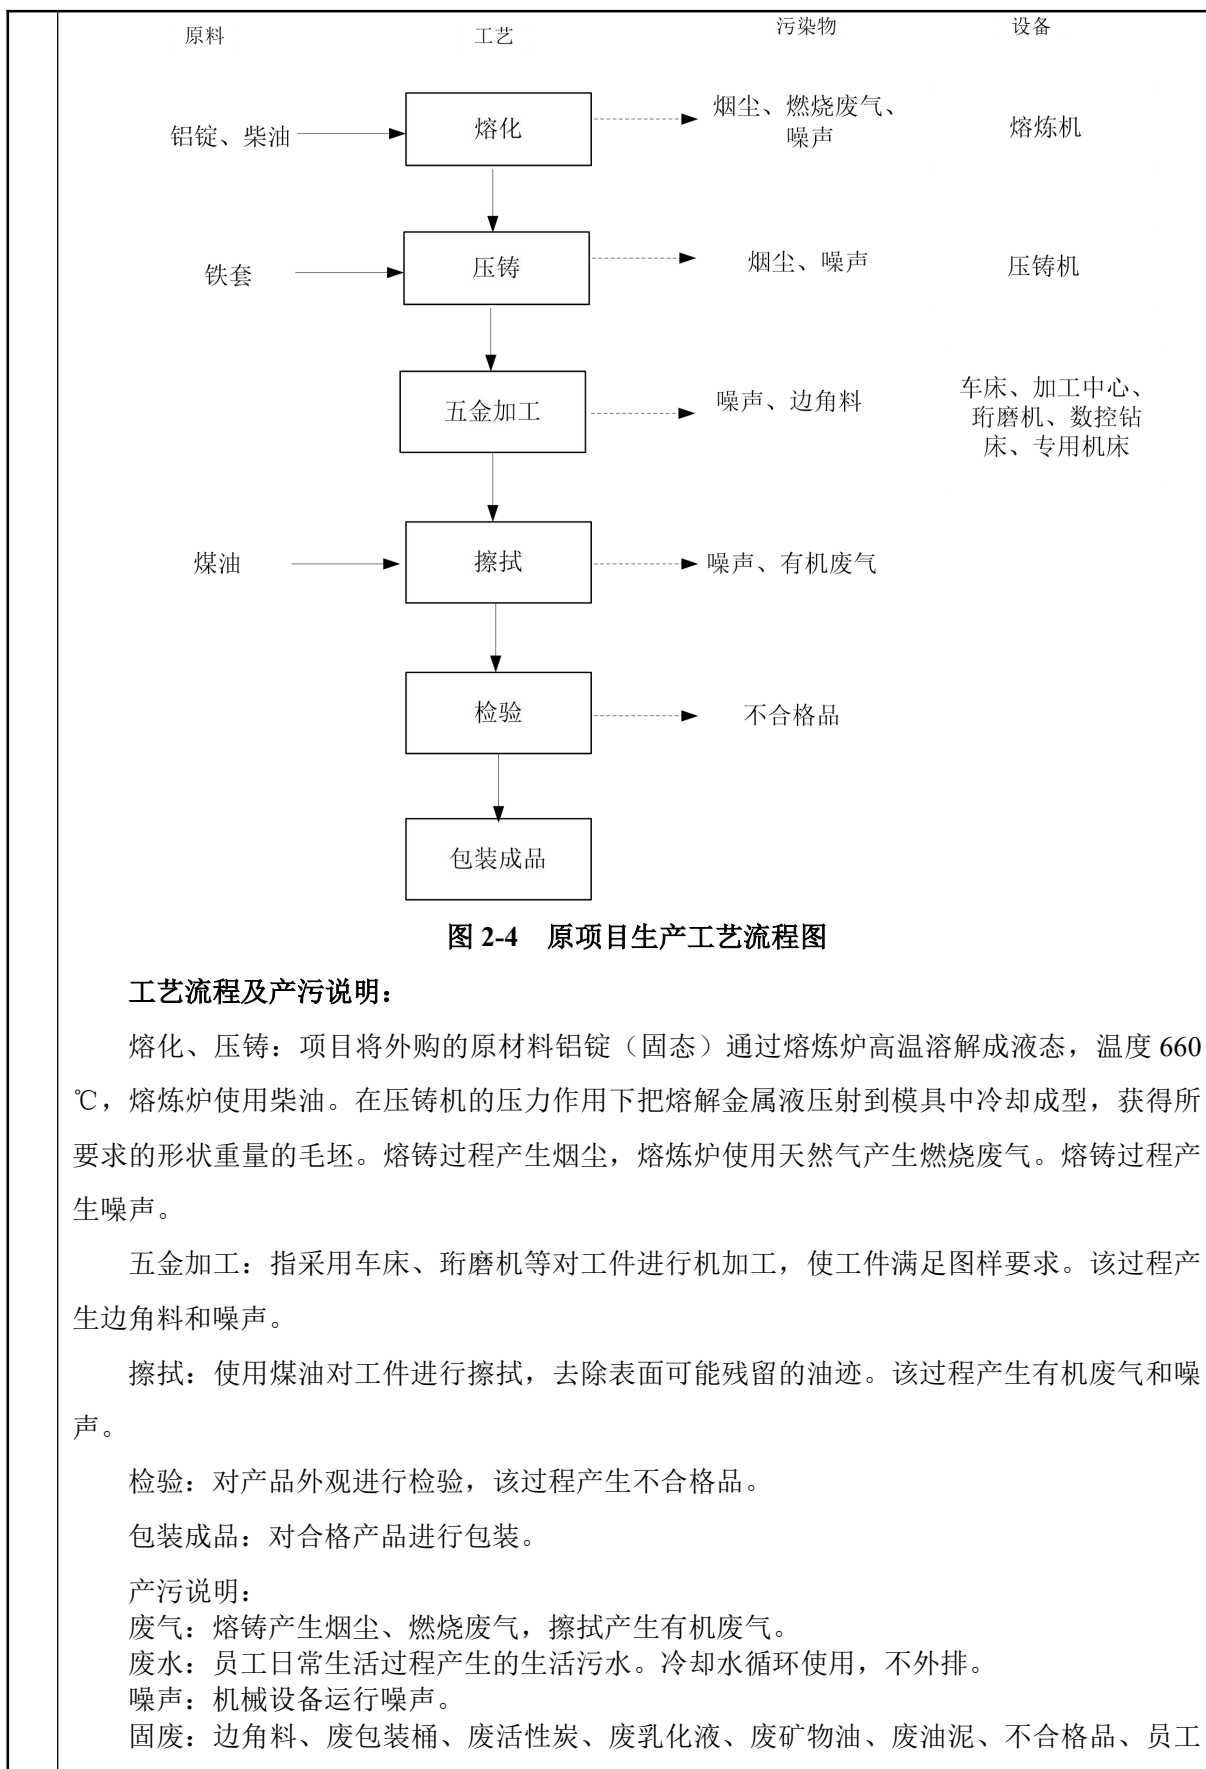 原料 工艺 污染物 设备
铝锭、柴油 熔化 烟尘、燃烧废气、
噪声 熔炼机
铁套 压铸 烟尘、噪声 压铸机
五金加工 噪声、边角料 车床、加工中心、
珩磨机、数控钻
床、专用机床
煤油 擦拭 噪声、有机废气
检验 不合格品
包装成品
图 2-4 原项目生产工艺流程图
工艺流程及产污说明：
熔化、压铸：项目将外购的原材料铝锭（固态）通过熔炼炉高温溶解成液态，温度 660
℃，熔炼炉使用柴油。在压铸机的压力作用下把熔解金属液压射到模具中冷却成型，获得所
要求的形状重量的毛坯。熔铸过程产生烟尘，熔炼炉使用天然气产生燃烧废气。熔铸过程产
生噪声。
五金加工：指采用车床、珩磨机等对工件进行机加工，使工件满足图样要求。该过程产
生边角料和噪声。
擦拭：使用煤油对工件进行擦拭，去除表面可能残留的油迹。该过程产生有机废气和噪
声。
检验：对产品外观进行检验，该过程产生不合格品。
包装成品：对合格产品进行包装。
产污说明：
废气：熔铸产生烟尘、燃烧废气，擦拭产生有机废气。
废水：员工日常生活过程产生的生活污水。冷却水循环使用，不外排。
噪声：机械设备运行噪声。
固废：边角料、废包装桶、废活性炭、废乳化液、废矿物油、废油泥、不合格品、员工